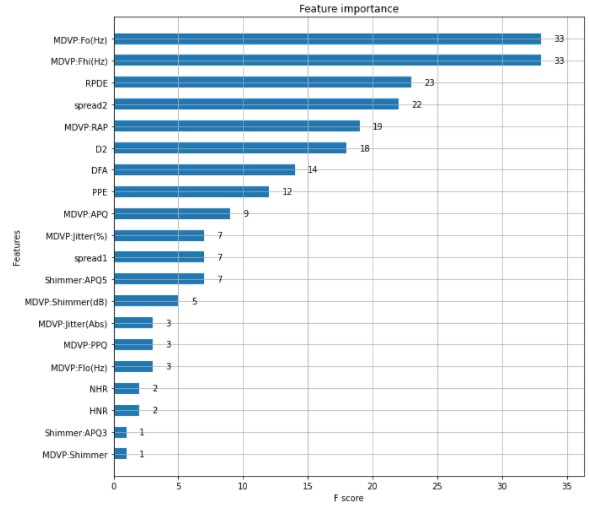 Feature importance
MDVP:Fo(Hz) 33
MDVP:Fhi(Hz) 33
RPDE 23
spread2 22
MDVP:RAP 19
D2 18
DFA 14
PPE 12
MDVP:APQ 9
MDVP:Jitter(%) 7
spread1 7
Shimmer:APQ5 7
MDVP:Shimmer(dB) 5
MDVP:Jitter(Abs) 3
MDVP:PPQ 3
MDVP:Flo(Hz) 3
NHR 2
HNR 2
Shimmer:APQ3 1
MDVP:Shimmer 1
Features
0 5 10 15 20 25 30 35
F score